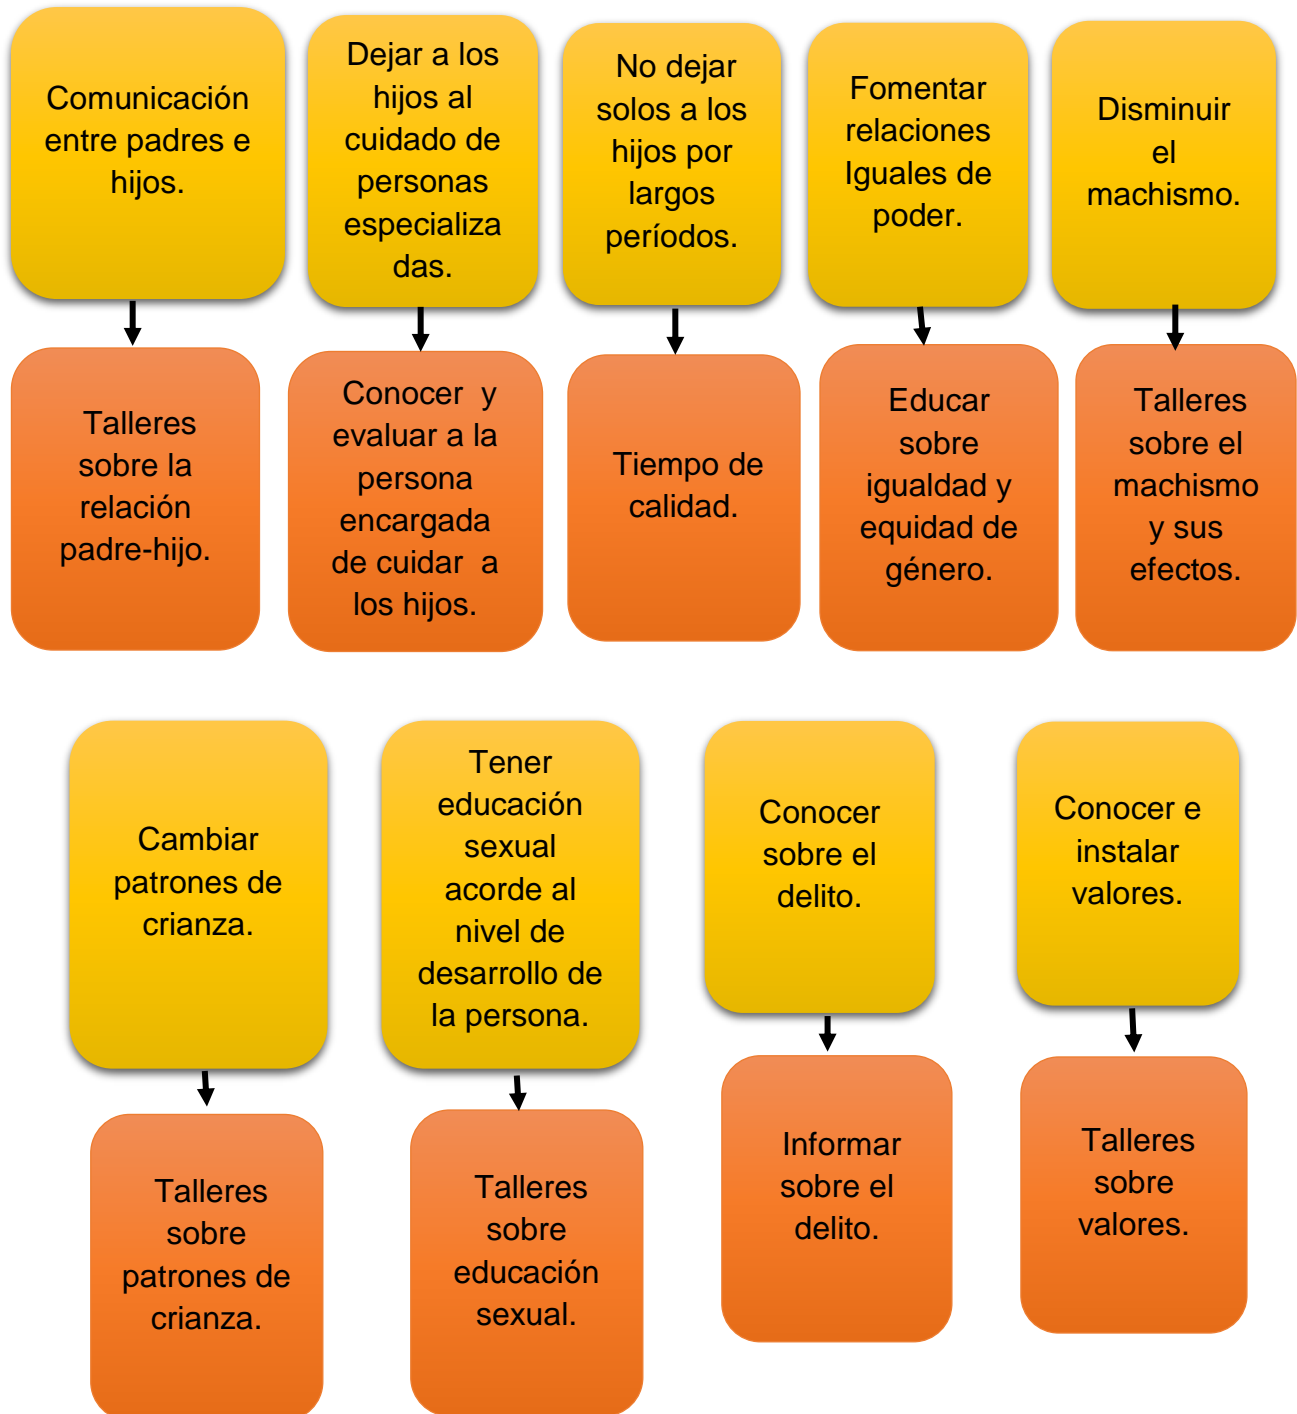 Comunicación
entre padres e
hijos.
Dejar a los
hijos al
cuidado de
personas
especializa
das.
No dejar
solos a los
hijos por
largos
períodos.
Fomentar
relaciones
Iguales de
poder.
Disminuir
el
machismo.
Talleres
sobre la
relación
padre-hijo.
Conocer  y
evaluar a la
persona
encargada
de cuidar  a
los hijos.
Tiempo de
calidad.
Educar
sobre
igualdad y
equidad de
género.
Talleres
sobre el
machismo
y sus
efectos.
Cambiar
patrones de
crianza.
Tener
educación
sexual
acorde al
nivel de
desarrollo de
la persona.
Conocer
sobre el
delito.
Conocer e
instalar
valores.
Talleres
sobre
patrones de
crianza.
Talleres
sobre
educación
sexual.
Informar
sobre el
delito.
Talleres
sobre
valores.